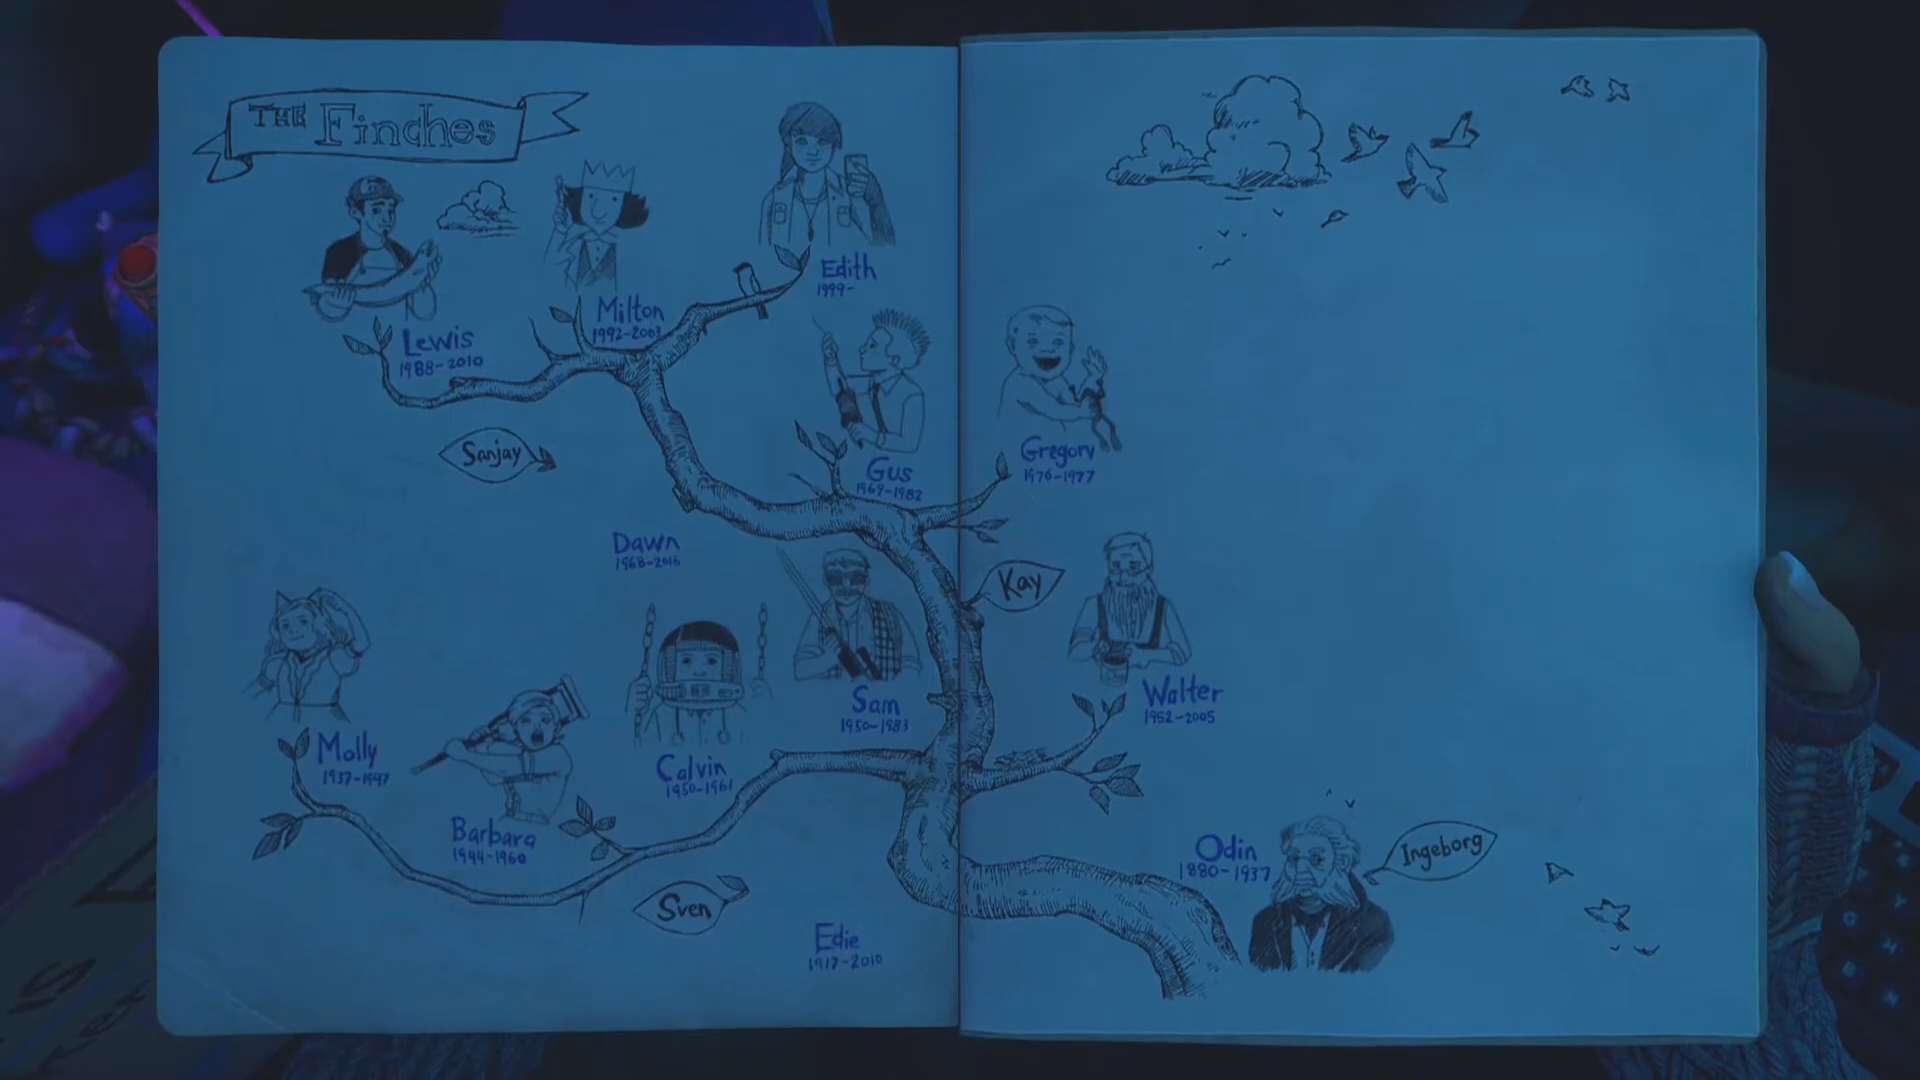 THE Finches
Edith
1999-
Milton
1992-2003
Lewis
1988-2010
Sanjay
Gus
1969-1982
Gregory
1976-1977
Dawn
1968-2016
Kay
Sam
1950-1983
Walter
1952-2005
Molly
1937-1947
Barbara
1944-1960
Calvin
1950-1961
Sven
Edie
1917-2010
Odin
1880-1937
Ingeborg